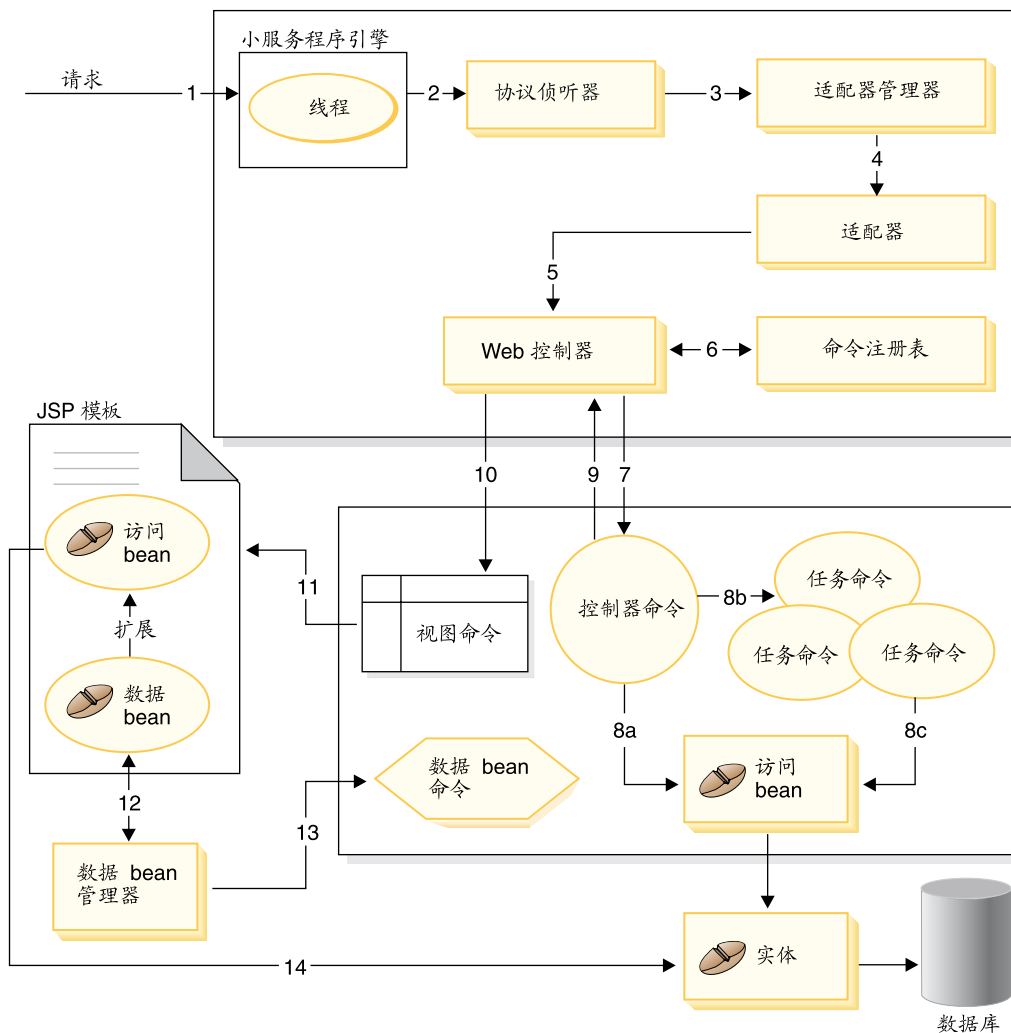 小服务程序引擎
请求
1
线程
2
协议侦听器
3
适配器管理器
4
适配器
5
Web 控制器
6
命令注册表
JSP 模板
10
9
7
访问
bean
扩展
数据
bean
11
视图命令
控制器命令
8b
任务命令
任务命令
任务命令
8a
8c
数据 bean
命令
访问
bean
12
13
数据 bean
管理器
14
实体
数据库